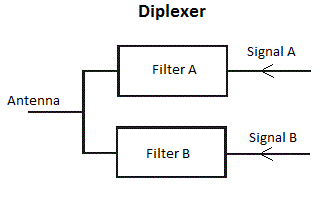 Diplexer
Signal A
Filter A
Antenna
Signal B
Filter B